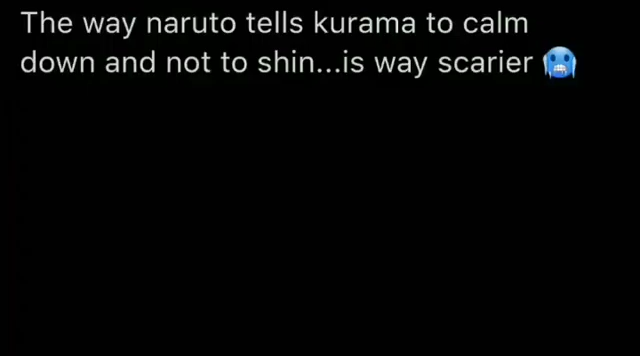 The way naruto tells kurama to calm
down and not to shin...is way scarier 🥶